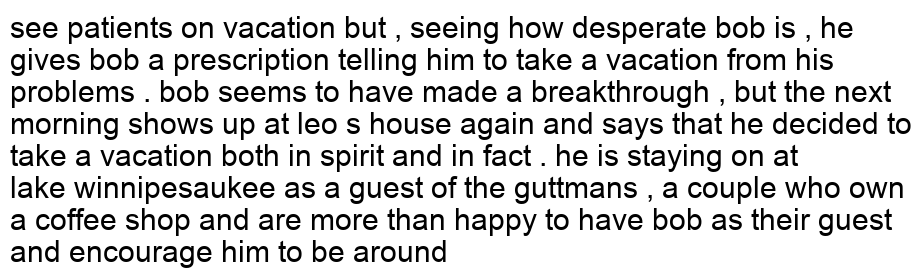 see patients on vacation but , seeing how desperate bob is , he
gives bob a prescription telling him to take a vacation from his
problems . bob seems to have made a breakthrough , but the next
morning shows up at leo s house again and says that he decided to
take a vacation both in spirit and in fact . he is staying on at
lake winnipesaukee as a guest of the guttmans , a couple who own
a coffee shop and are more than happy to have bob as their guest
and encourage him to be around